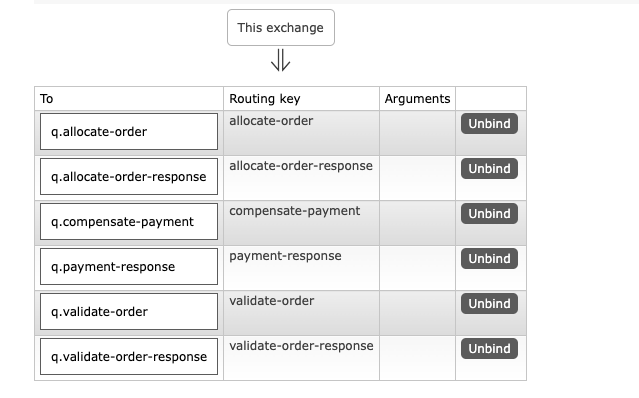 This exchange
To Routing key Arguments
q.allocate-order allocate-order Unbind
q.allocate-order-response allocate-order-response Unbind
q.compensate-payment compensate-payment Unbind
q.payment-response payment-response Unbind
q.validate-order validate-order Unbind
q.validate-order-response validate-order-response Unbind